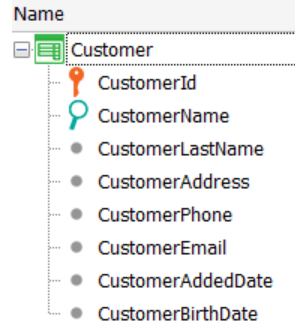 Name
Customer
CustomerId
CustomerName
CustomerLastName
CustomerAddress
CustomerPhone
CustomerEmail
CustomerAddedDate
CustomerBirthDate